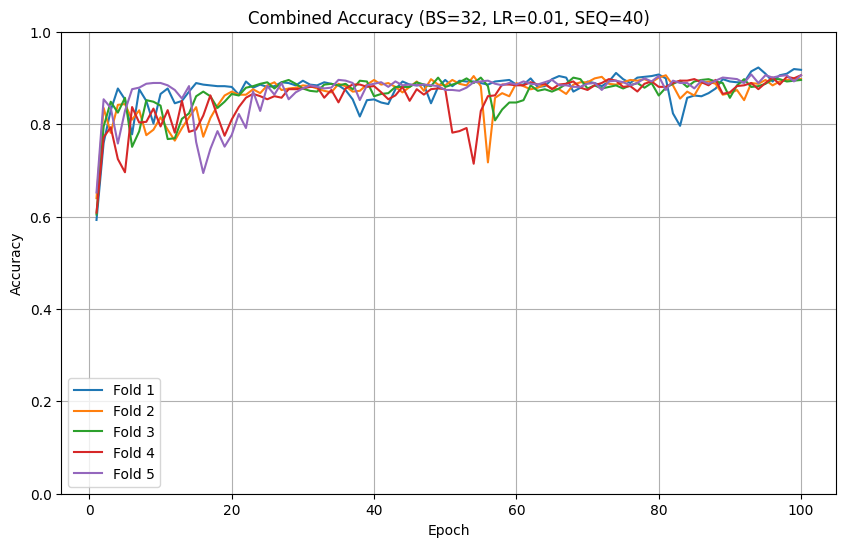 Combined Accuracy (BS=32, LR=0.01, SEQ=40)
1.0
0.8
0.6
0.4
0.2
0.0
Accuracy
Fold 1
Fold 2
Fold 3
Fold 4
Fold 5
0 20 40 60 80 100
Epoch